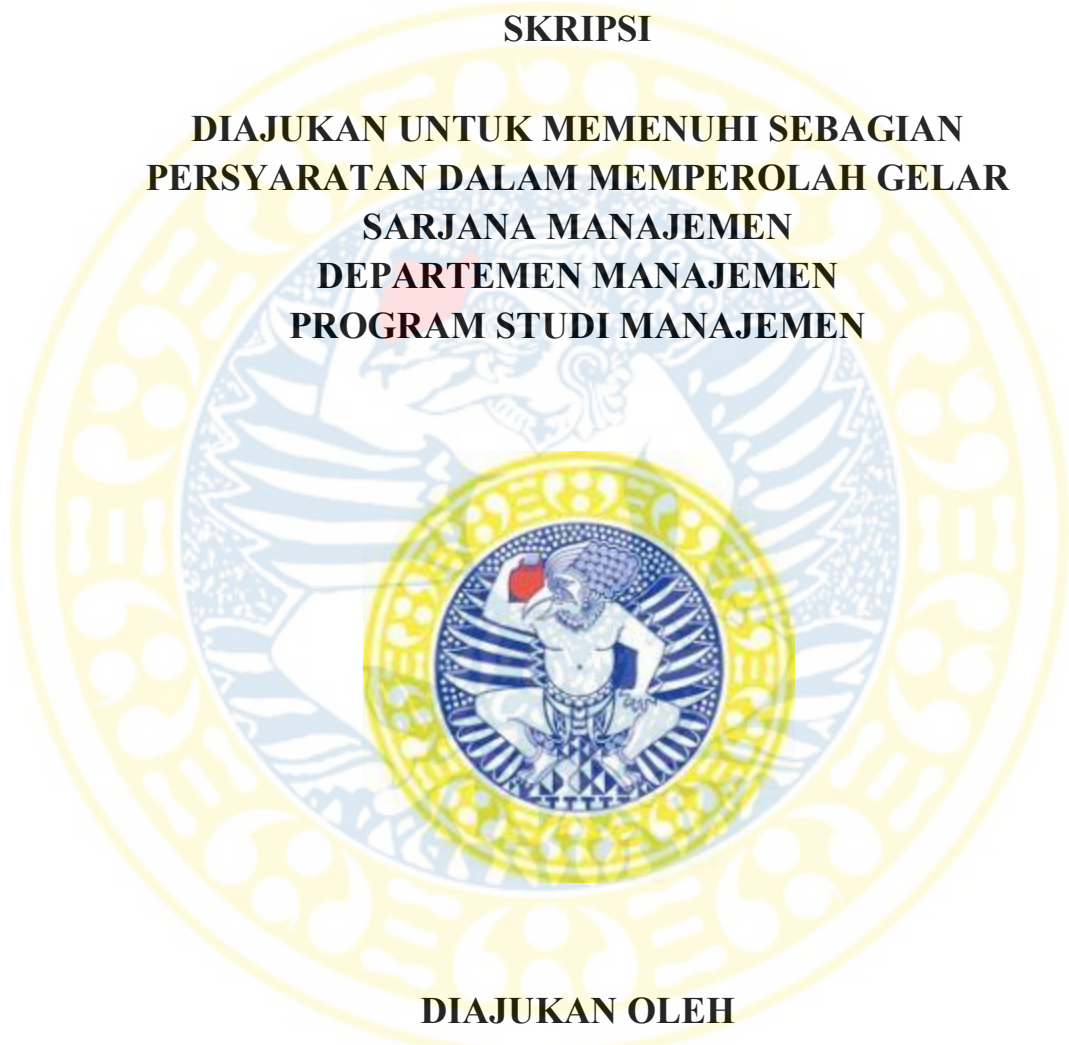 SKRIPSI
DIAJUKAN UNTUK MEMENUHI SEBAGIAN
PERSYARATAN DALAM MEMPEROLAH GELAR
SARJANA MANAJEMEN
DEPARTEMEN MANAJEMEN
PROGRAM STUDI MANAJEMEN
DIAJUKAN OLEH